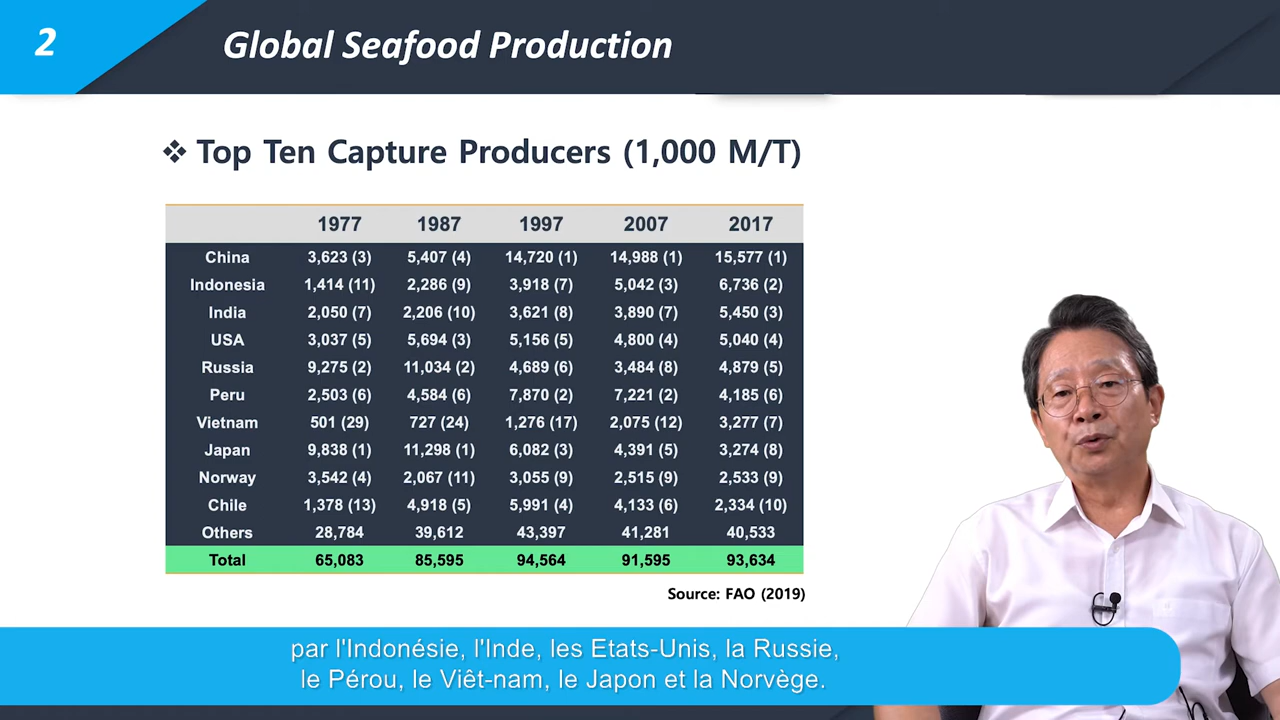 2
Global Seafood Production
❖ Top Ten Capture Producers (1,000 M/T)
1977 1987 1997 2007 2017
China 3,623 (3) 5,407 (4) 14,720 (1) 14,988 (1) 15,577 (1)
Indonesia 1,414 (11) 2,286 (9) 3,918 (7) 5,042 (3) 6,736 (2)
India 2,050 (7) 2,206 (10) 3,621 (8) 3,890 (7) 5,450 (3)
USA 3,037 (5) 5,694 (3) 5,156 (5) 4,800 (4) 5,040 (4)
Russia 9,275 (2) 11,034 (2) 4,689 (6) 3,484 (8) 4,879 (5)
Peru 2,503 (6) 4,584 (6) 7,870 (2) 7,221 (2) 4,185 (6)
Vietnam 501 (29) 727 (24) 1,276 (17) 2,075 (12) 3,277 (7)
Japan 9,838 (1) 11,298 (1) 6,082 (3) 4,391 (5) 3,274 (8)
Norway 3,542 (4) 2,067 (11) 3,055 (9) 2,515 (9) 2,533 (9)
Chile 1,378 (13) 4,918 (5) 5,991 (4) 4,133 (6) 2,334 (10)
Others 28,784 39,612 43,397 41,281 40,533
Total 65,083 85,595 94,564 91,595 93,634
Source: FAO (2019)
par l'Indonésie, l'Inde, les Etats-Unis, la Russie,
le Pérou, le Viêt-nam, le Japon et la Norvège.